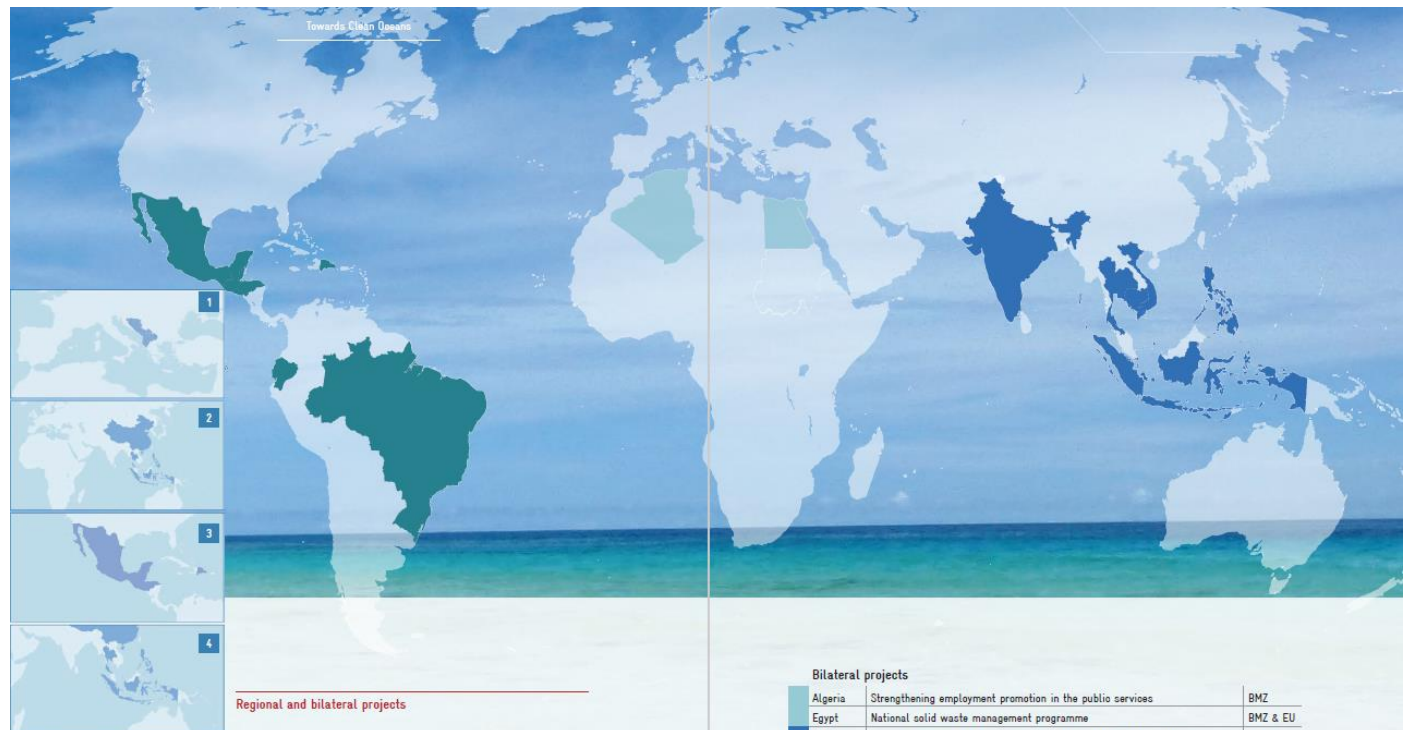 Towards Clean Oceans
1
2
3
4
Regional and bilateral projects
Bilateral projects
Algeria Strengthening employment promotion in the public services BMZ
Egypt National solid waste management programme BMZ & EU